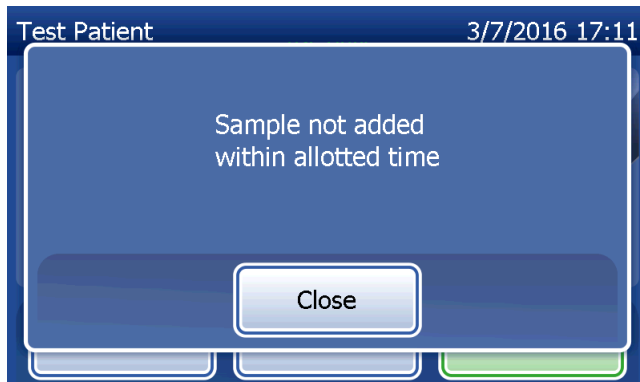 Test Patient 3/7/2016 17:11
Sample not added
within allotted time
Close